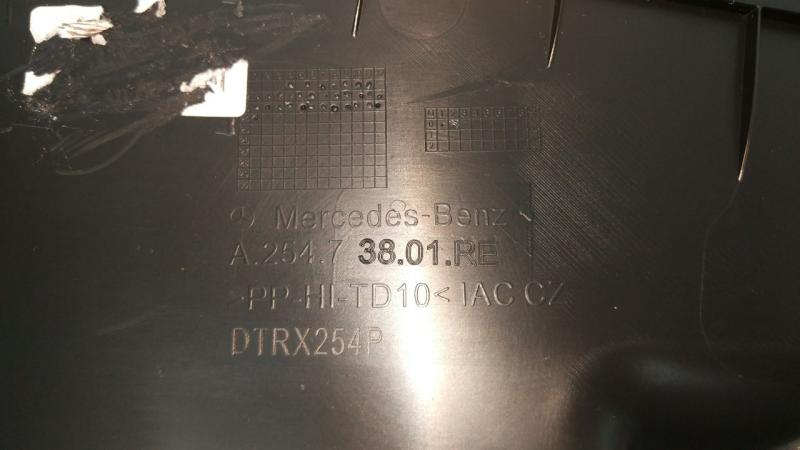 Mercedes-Benz
A.254.7 38.01.RE
>PP-HI-TD10< IAC CZ
DTRX254P